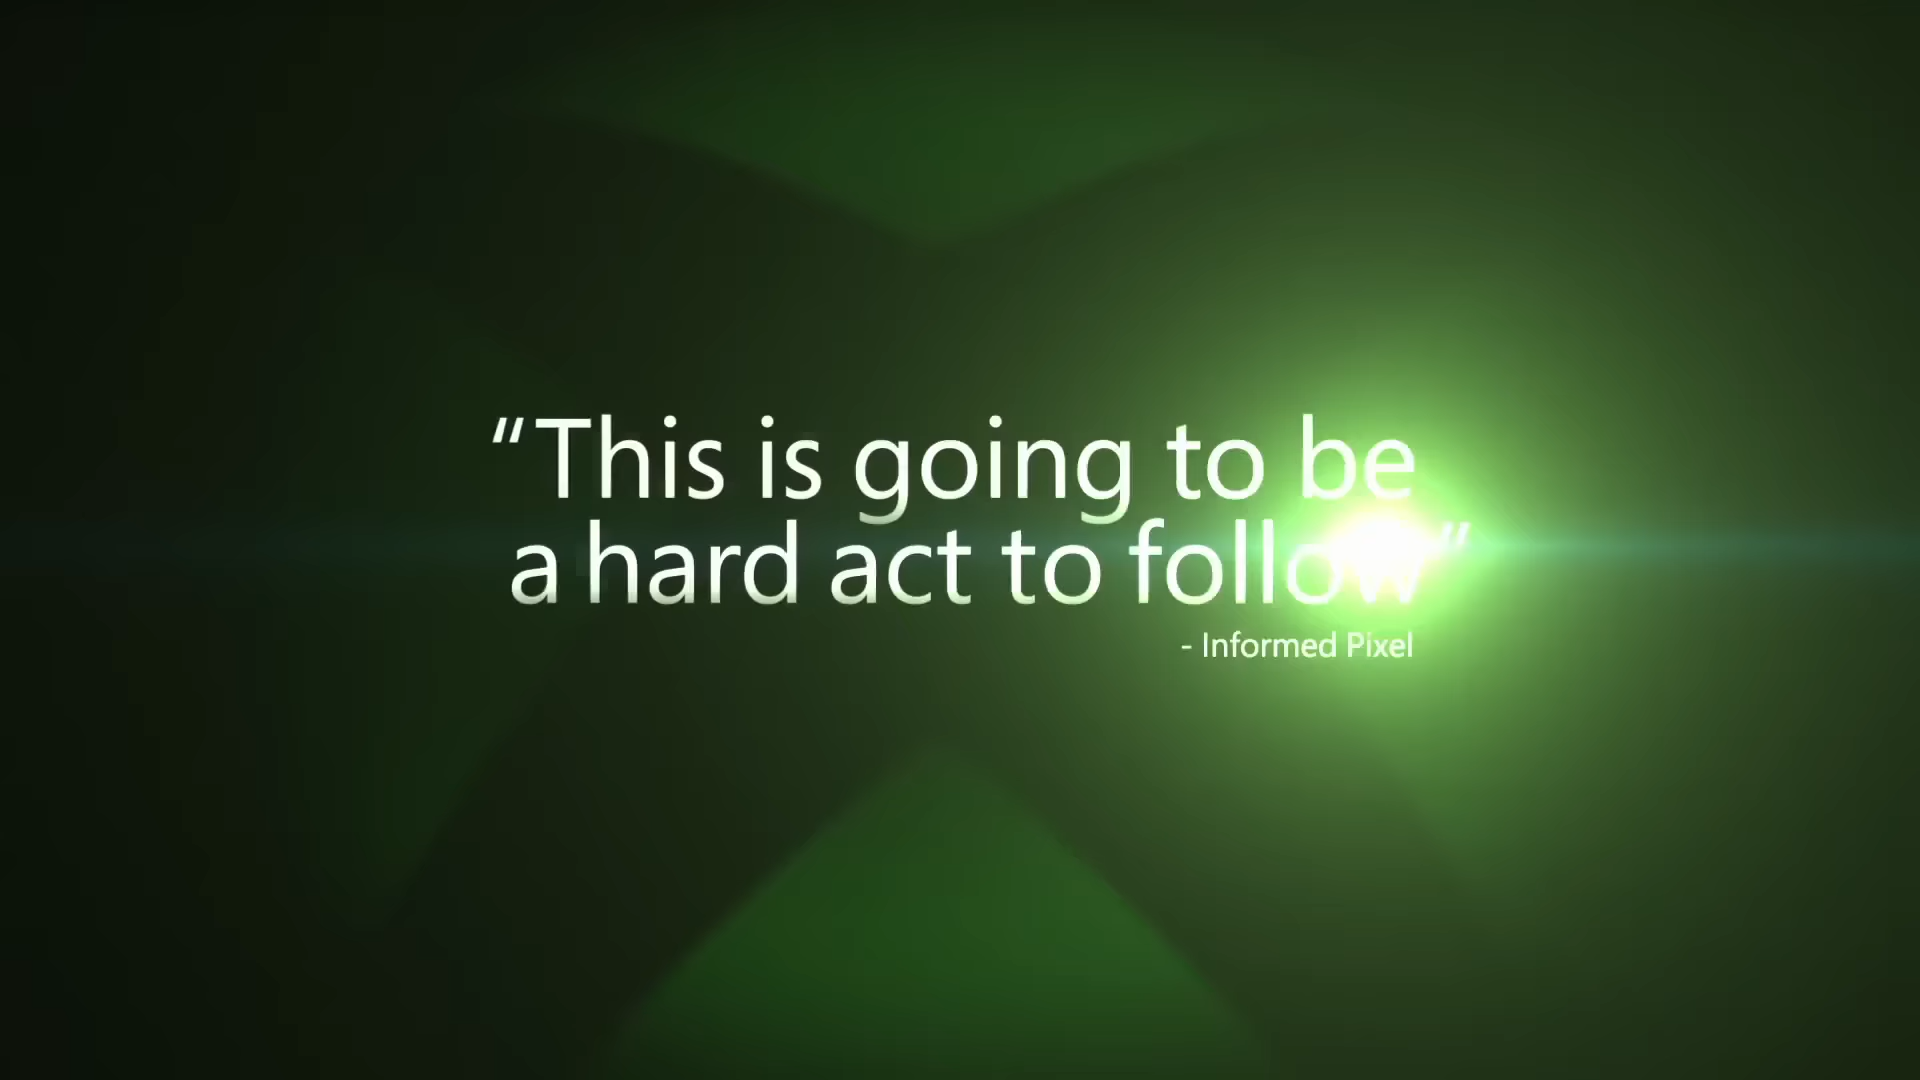 “This is going to be
a hard act to follow”
- Informed Pixel